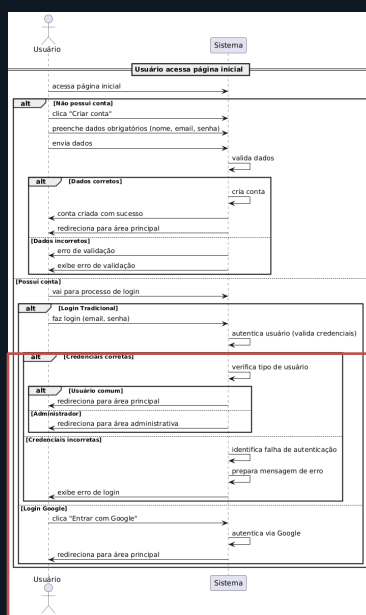 Usuário
Sistema
Usuário acessa página inicial
acessa página inicial
alt [Não possui conta]
clica "Criar conta"
preenche dados obrigatórios (nome, email, senha)
envia dados
valida dados
alt [Dados corretos]
cria conta
conta criada com sucesso
redireciona para área principal
[Dados incorretos]
erro de validação
exibe erro de validação
[Possui conta]
vai para processo de login
alt [Login Tradicional]
faz login (email, senha)
autentica usuário (valida credenciais)
alt [Credenciais corretas]
verifica tipo de usuário
alt [Usuário comum]
redireciona para área principal
[Administrador]
redireciona para área administrativa
[Credenciais incorretas]
identifica falha de autenticação
prepara mensagem de erro
exibe erro de login
[Login Google]
clica "Entrar com Google"
autentica via Google
redireciona para área principal
Usuário
Sistema